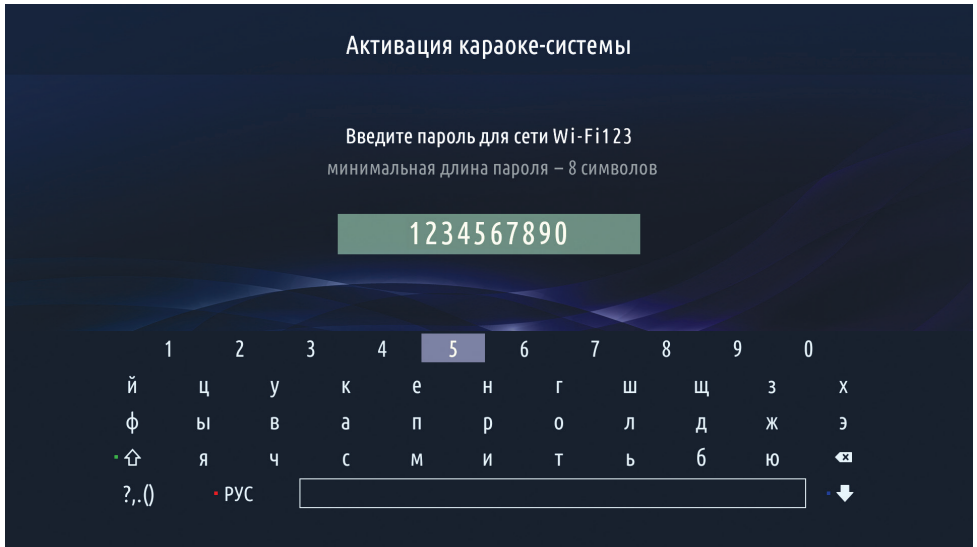 Активация караоке-системы
Введите пароль для сети Wi-Fi123
минимальная длина пароля – 8 символов
1234567890
1 2 3 4 5 6 7 8 9 0
й ц у к е н г ш щ з х
ф ы в а п р о л д ж э
я ч с м и т ь б ю
?,.() РУС